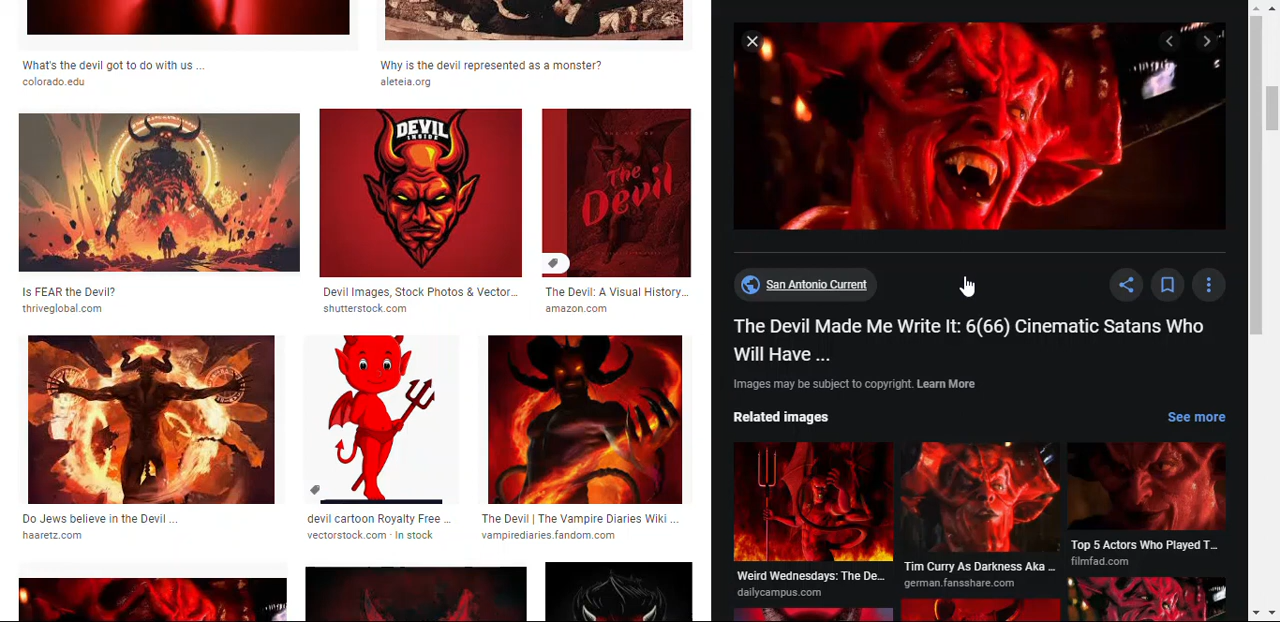 What's the devil got to do with us ...
colorado.edu
Why is the devil represented as a monster?
aleteia.org
DEVIL
INSIDE
The
Devil
Is FEAR the Devil?
thriveglobal.com
Devil Images, Stock Photos & Vector...
shutterstock.com
The Devil: A Visual History...
amazon.com
Do Jews believe in the Devil ...
haaretz.com
devil cartoon Royalty Free ...
vectorstock.com · In stock
The Devil | The Vampire Diaries Wiki ...
vampirediaries.fandom.com
San Antonio Current
The Devil Made Me Write It: 6(66) Cinematic Satans Who
Will Have ...
Images may be subject to copyright. Learn More
Related images
See more
Weird Wednesdays: The De...
dailycampus.com
Tim Curry As Darkness Aka ...
german.fansshare.com
Top 5 Actors Who Played T...
filmfad.com